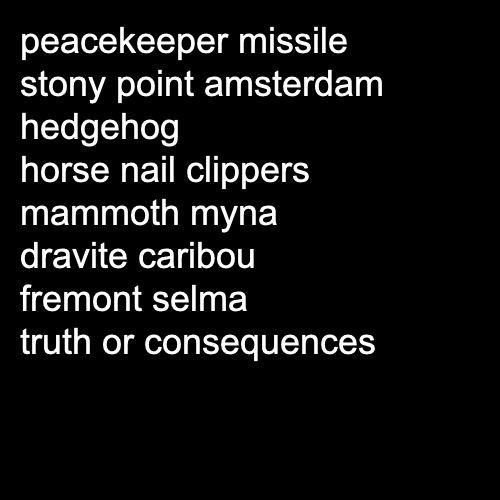 peacekeeper missile
stony point amsterdam
hedgehog
horse nail clippers
mammoth myna
dravite caribou
fremont selma
truth or consequences